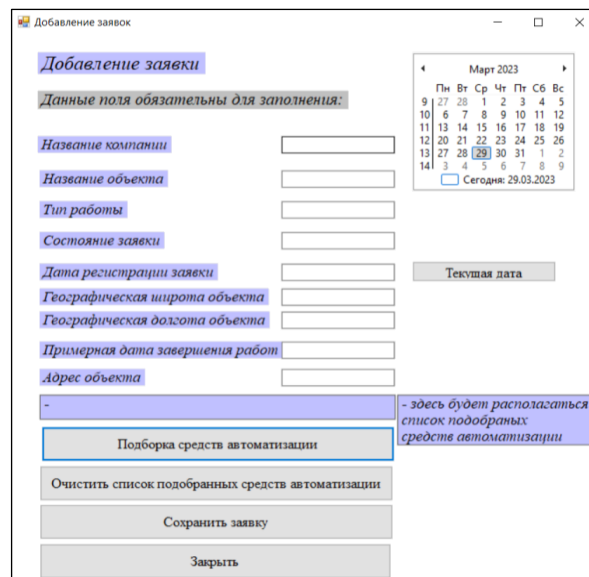 Добавление заявок
Добавление заявки
Данные поля обязательны для заполнения:
Март 2023
Пн Вт Ср Чт Пт Сб Вс
9 27 28 1 2 3 4 5
10 6 7 8 9 10 11 12
11 13 14 15 16 17 18 19
12 20 21 22 23 24 25 26
13 27 28 29 30 31 1 2
14 3 4 5 6 7 8 9
Сегодня: 29.03.2023
Название компании
Название объекта
Тип работы
Состояние заявки
Дата регистрации заявки
Текущая дата
Географическая широта объекта
Географическая долгота объекта
Примерная дата завершения работ
Адрес объекта
-
- здесь будет располагаться
список подобраных
средств автоматизации
Подборка средств автоматизации
Очистить список подобранных средств автоматизации
Сохранить заявку
Закрыть